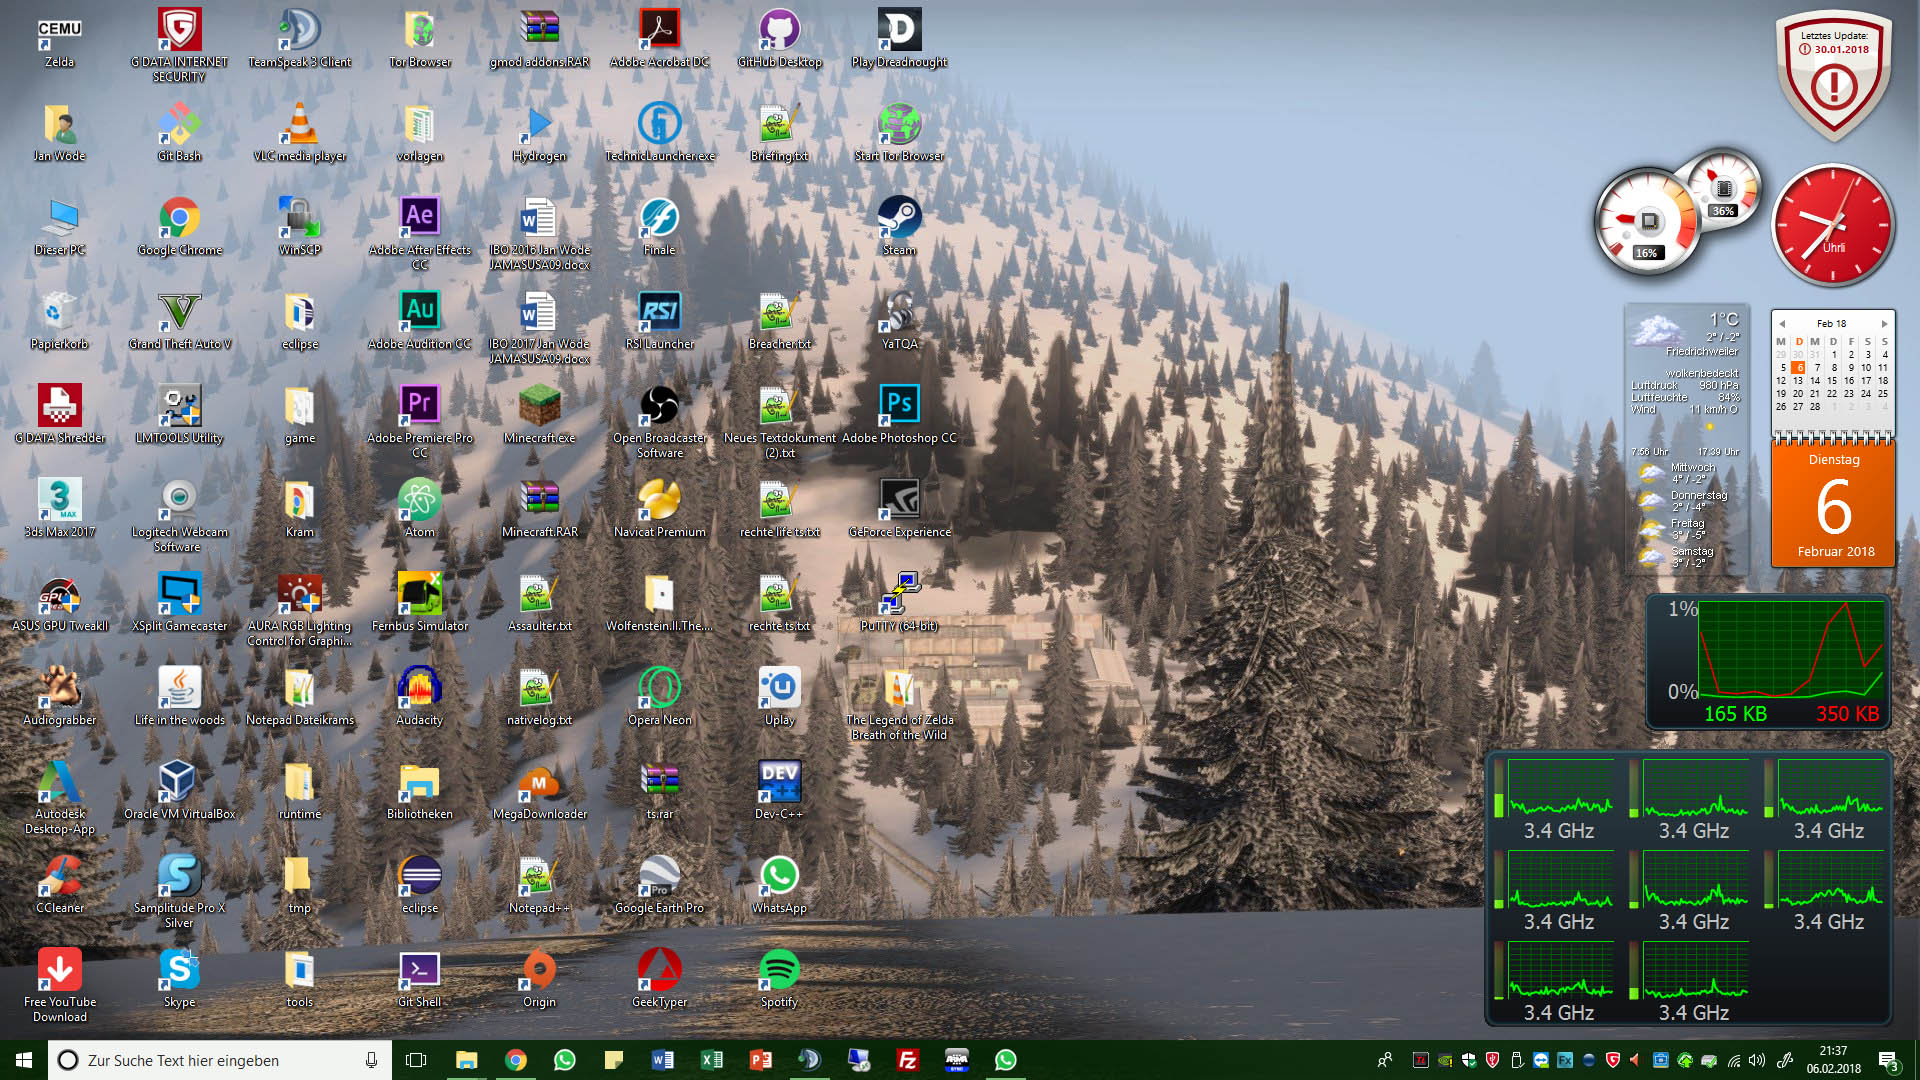 CEMU
Zelda
G DATA INTERNET
SECURITY
TeamSpeak 3 Client
Tor Browser
gmod addons.RAR
Adobe Acrobat DC
GitHub Desktop
Play Dreadnought
Jan Wode
Git Bash
VLC media player
vorlagen
Hydrogen
TechnicLauncher.exe
Briefing.txt
Start Tor Browser
Dieser PC
Google Chrome
WinSCP
Ae
Adobe After Effects
CC
IBO 2016 Jan Wode
JAMASUSA09.docx
Finale
Steam
Papierkorb
Grand Theft Auto V
eclipse
Au
Adobe Audition CC
IBO 2017 Jan Wode
JAMASUSA09.docx
RSI
RSI Launcher
Breacher.txt
YaTQA
G DATA Shredder
LMTOOLS Utility
game
Pr
Adobe Premiere Pro
CC
Minecraft.exe
Open Broadcaster
Software
Neues Textdokument
(2).txt
Ps
Adobe Photoshop CC
3
MAX
3ds Max 2017
Logitech Webcam
Software
Kram
Atom
Minecraft.RAR
Navicat Premium
rechte life ts.txt
GeForce Experience
GPU
ASUS GPU TweakII
XSplit Gamecaster
AURA RGB Lighting
Control for Graphi...
Fernbus Simulator
Assaulter.txt
Wolfenstein.II.The....
rechte ts.txt
PuTTY (64-bit)
Audiograbber
Life in the woods
Notepad Dateikrams
Audacity
nativelog.txt
Opera Neon
Uplay
The Legend of Zelda
Breath of the Wild
Autodesk
Desktop-App
Oracle VM VirtualBox
runtime
Bibliotheken
MegaDownloader
ts.rar
DEV
C++
Dev-C++
CCleaner
Samplitude Pro X
Silver
tmp
eclipse
Notepad++
Pro
Google Earth Pro
WhatsApp
Free YouTube
Download
Skype
tools
Git Shell
Origin
GeekTyper
Spotify
Letztes Update:
30.01.2018
16%
36%
Uhrli
1°C
2° / -2°
Friedrichweiler
wolkenbedeckt
Luftdruck 980 hPa
Luftfeuchte 84%
Wind 11 km/h O
7:56 Uhr 17:39 Uhr
Mittwoch
4° / -2°
Donnerstag
2° / -4°
Freitag
3° / -5°
Samstag
3° / -2°
Feb 18
M D M D F S S
29 30 31 1 2 3 4
5 6 7 8 9 10 11
12 13 14 15 16 17 18
19 20 21 22 23 24 25
26 27 28 1 2 3 4
Dienstag
6
Februar 2018
1%
0%
165 KB
350 KB
3.4 GHz
3.4 GHz
3.4 GHz
3.4 GHz
3.4 GHz
3.4 GHz
3.4 GHz
3.4 GHz
Zur Suche Text hier eingeben
21:37
06.02.2018
3